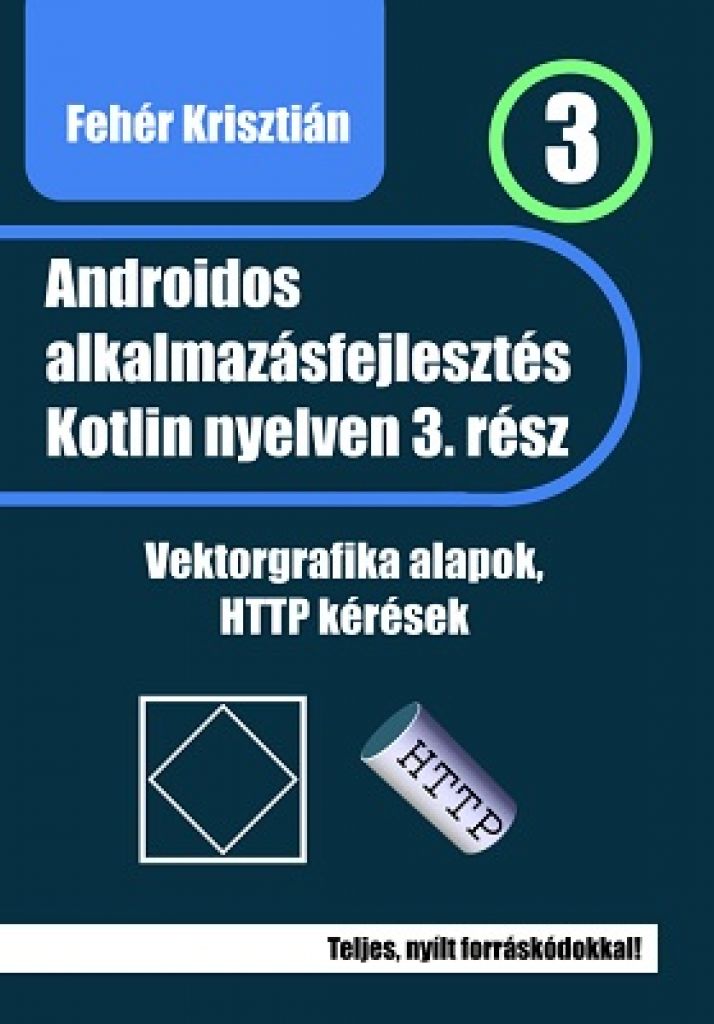 Fehér Krisztián
3
Androidos
alkalmazásfejlesztés
Kotlin nyelven 3. rész
Vektorgrafika alapok,
HTTP kérések
HTTP
Teljes, nyílt forráskódokkal!